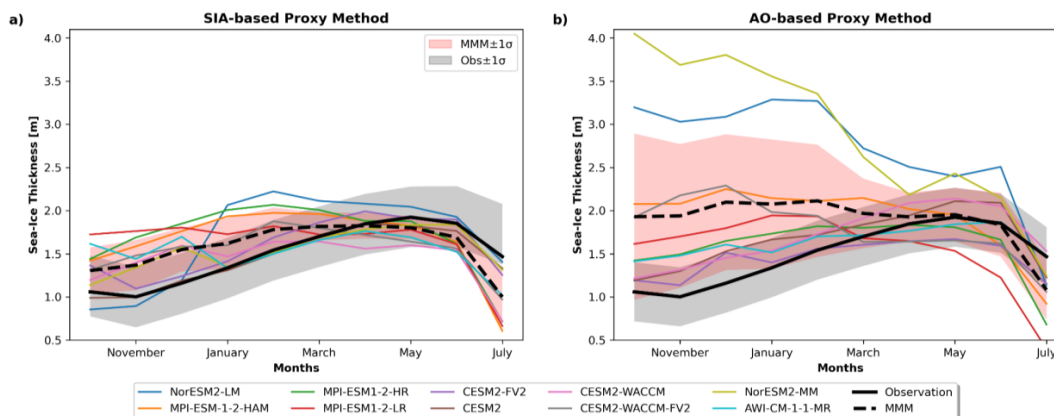 a)
SIA-based Proxy Method
Sea-Ice Thickness [m]
4.0
3.5
3.0
2.5
2.0
1.5
1.0
0.5
MMM±1σ
Obs±1σ
November
January
March
May
July
Months
b)
AO-based Proxy Method
Sea-Ice Thickness [m]
4.0
3.5
3.0
2.5
2.0
1.5
1.0
0.5
November
January
March
May
July
Months
NorESM2-LM
MPI-ESM1-2-HR
CESM2-FV2
CESM2-WACCM
NorESM2-MM
Observation
MPI-ESM-1-2-HAM
MPI-ESM1-2-LR
CESM2
CESM2-WACCM-FV2
AWI-CM-1-1-MR
MMM